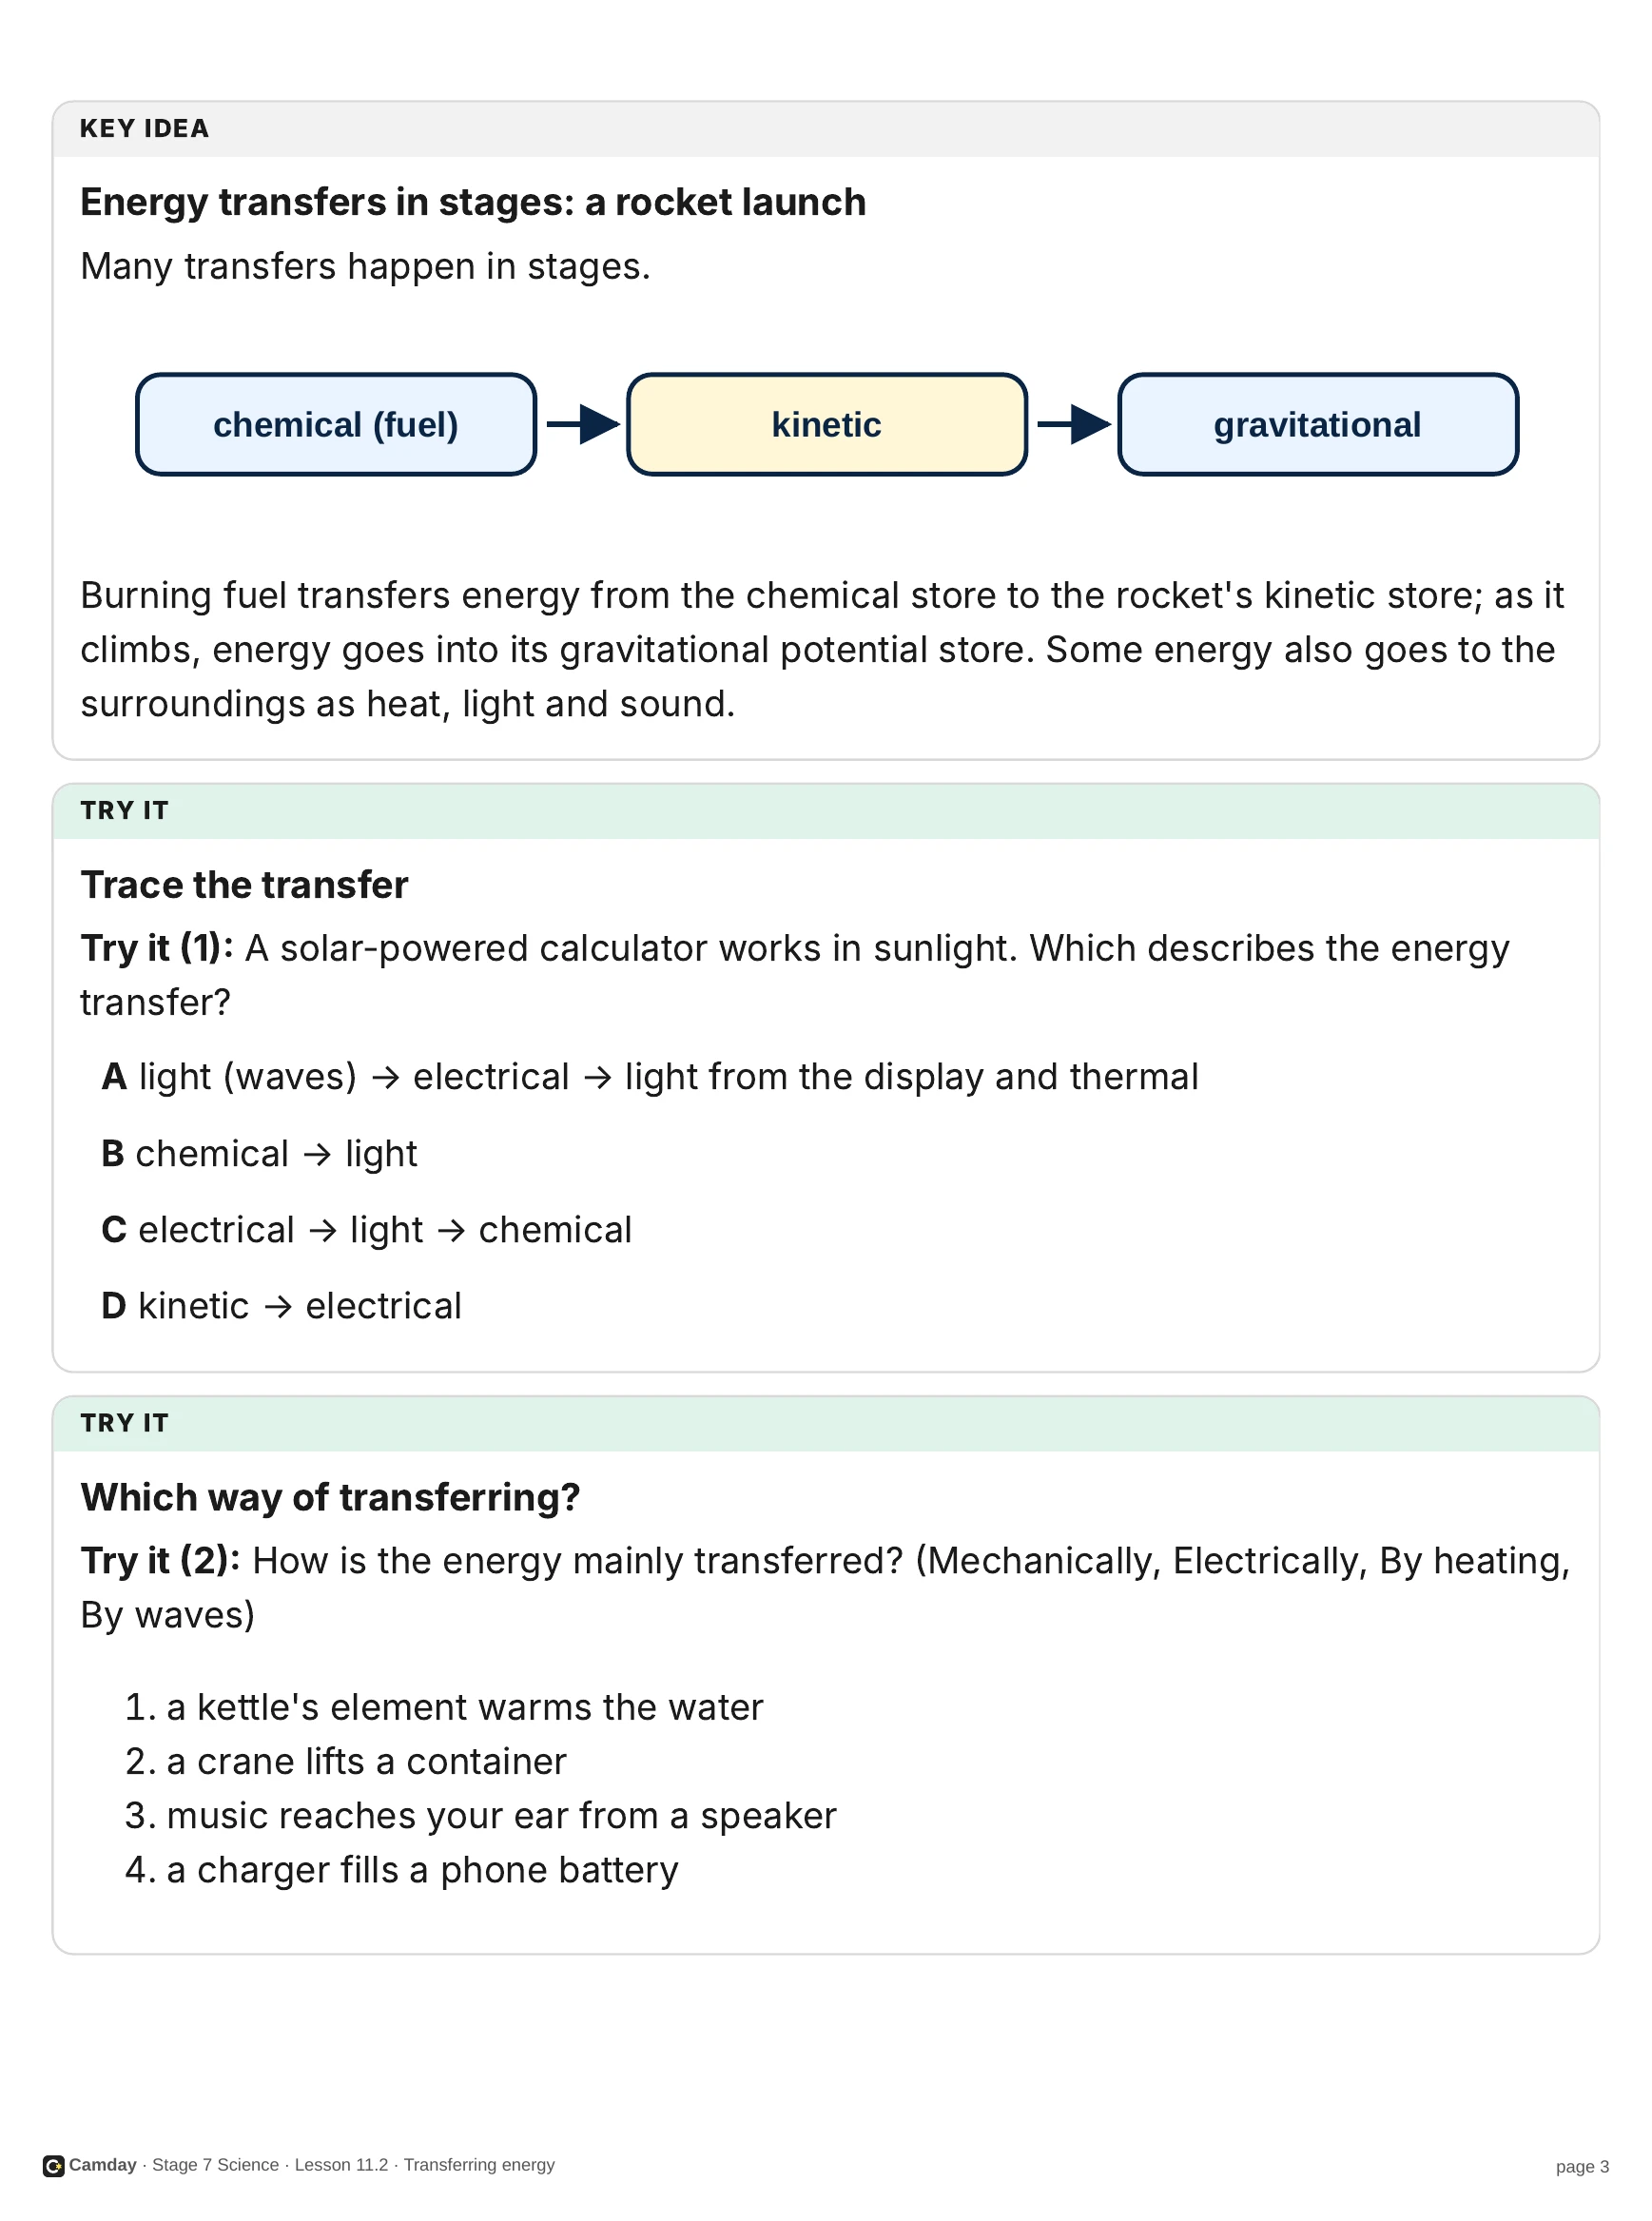 KEY IDEA
Energy transfers in stages: a rocket launch
Many transfers happen in stages.
chemical (fuel) → kinetic → gravitational
Burning fuel transfers energy from the chemical store to the rocket's kinetic store; as it
climbs, energy goes into its gravitational potential store. Some energy also goes to the
surroundings as heat, light and sound.
TRY IT
Trace the transfer
Try it (1): A solar-powered calculator works in sunlight. Which describes the energy
transfer?
A light (waves) → electrical → light from the display and thermal
B chemical → light
C electrical → light → chemical
D kinetic → electrical
TRY IT
Which way of transferring?
Try it (2): How is the energy mainly transferred? (Mechanically, Electrically, By heating,
By waves)
1. a kettle's element warms the water
2. a crane lifts a container
3. music reaches your ear from a speaker
4. a charger fills a phone battery
Camday · Stage 7 Science · Lesson 11.2 · Transferring energy
page 3